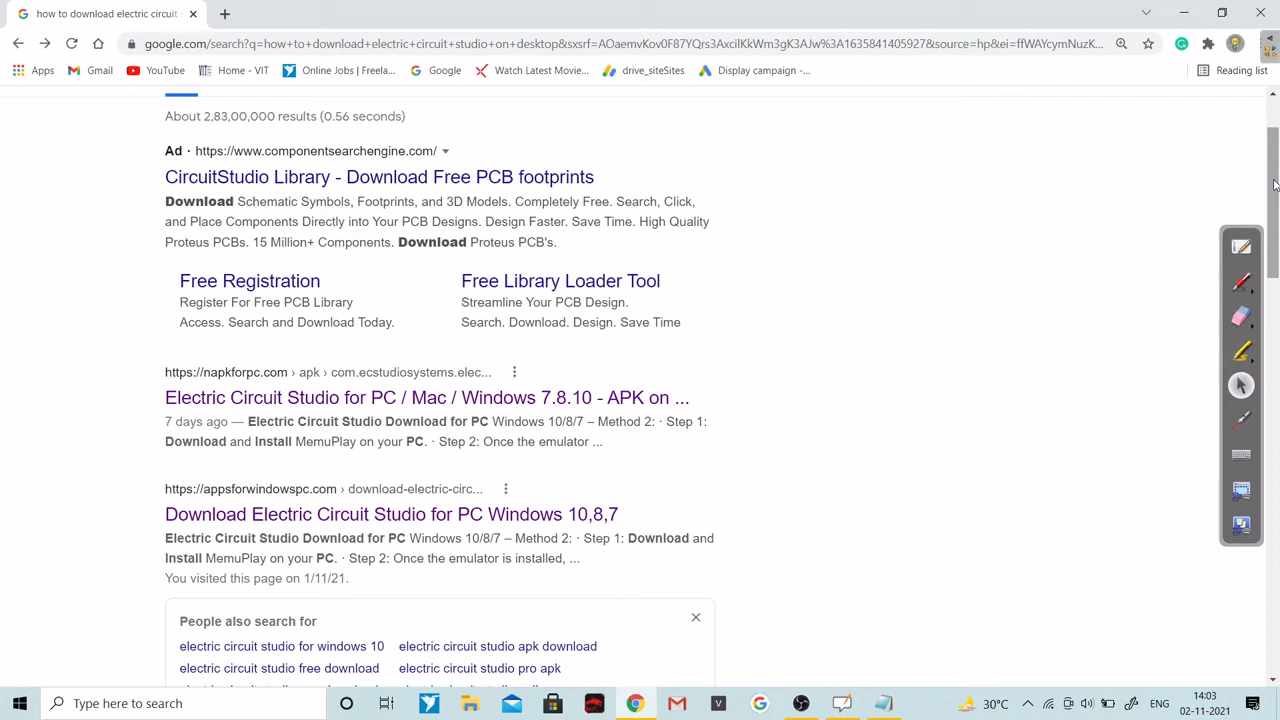 how to download electric circuit
google.com/search?q=how+to+download+electric+circuit+studio+on+desktop&sxsrf=AOaemvKov0F87YQrs3AxcilKkWm3gK3AJw%3A1635841405927&source=hp&ei=ffWAYcymNuzK...
Apps Gmail YouTube Home - VIT Online Jobs | Freela... Google Watch Latest Movie... drive_siteSites Display campaign -... Reading list
About 2,83,00,000 results (0.56 seconds)
Ad · https://www.componentsearchengine.com/
CircuitStudio Library - Download Free PCB footprints
Download Schematic Symbols, Footprints, and 3D Models. Completely Free. Search, Click,
and Place Components Directly into Your PCB Designs. Design Faster. Save Time. High Quality
Proteus PCBs. 15 Million+ Components. Download Proteus PCB's.
Free Registration
Register For Free PCB Library
Access. Search and Download Today.
Free Library Loader Tool
Streamline Your PCB Design.
Search. Download. Design. Save Time
https://napkforpc.com › apk › com.ecstudiosystems.elec...
Electric Circuit Studio for PC / Mac / Windows 7.8.10 - APK on ...
7 days ago — Electric Circuit Studio Download for PC Windows 10/8/7 – Method 2: · Step 1:
Download and Install MemuPlay on your PC. · Step 2: Once the emulator ...
https://appsforwindowspc.com › download-electric-circ...
Download Electric Circuit Studio for PC Windows 10,8,7
Electric Circuit Studio Download for PC Windows 10/8/7 – Method 2: · Step 1: Download and
Install MemuPlay on your PC. · Step 2: Once the emulator is installed, ...
You visited this page on 1/11/21.
People also search for
electric circuit studio for windows 10 electric circuit studio apk download
electric circuit studio free download electric circuit studio pro apk
Type here to search
30°C
ENG
14:03
02-11-2021